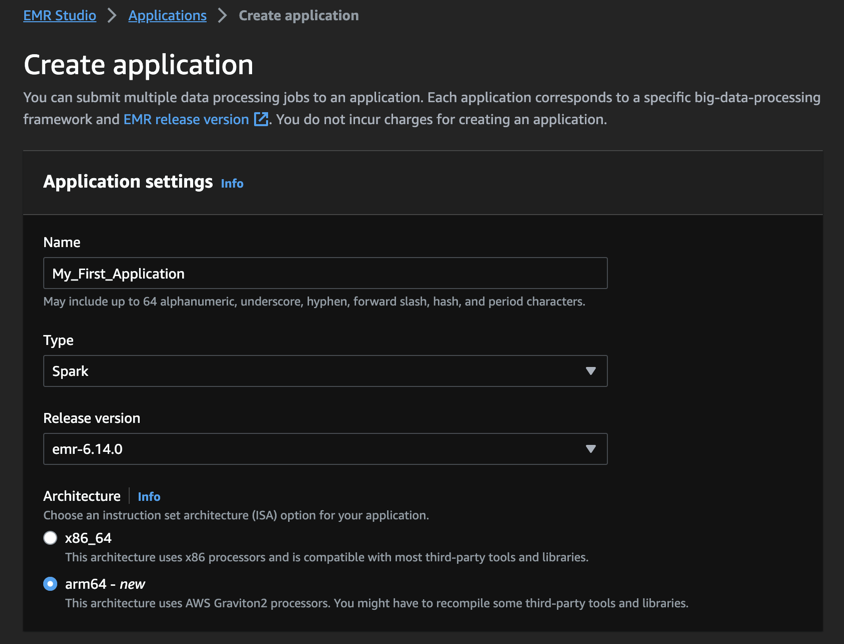 EMR Studio > Applications > Create application
Create application
You can submit multiple data processing jobs to an application. Each application corresponds to a specific big-data-processing
framework and EMR release version. You do not incur charges for creating an application.
Application settings Info
Name
My_First_Application
May include up to 64 alphanumeric, underscore, hyphen, forward slash, hash, and period characters.
Type
Spark
Release version
emr-6.14.0
Architecture | Info
Choose an instruction set architecture (ISA) option for your application.
x86_64
This architecture uses x86 processors and is compatible with most third-party tools and libraries.
arm64 - new
This architecture uses AWS Graviton2 processors. You might have to recompile some third-party tools and libraries.